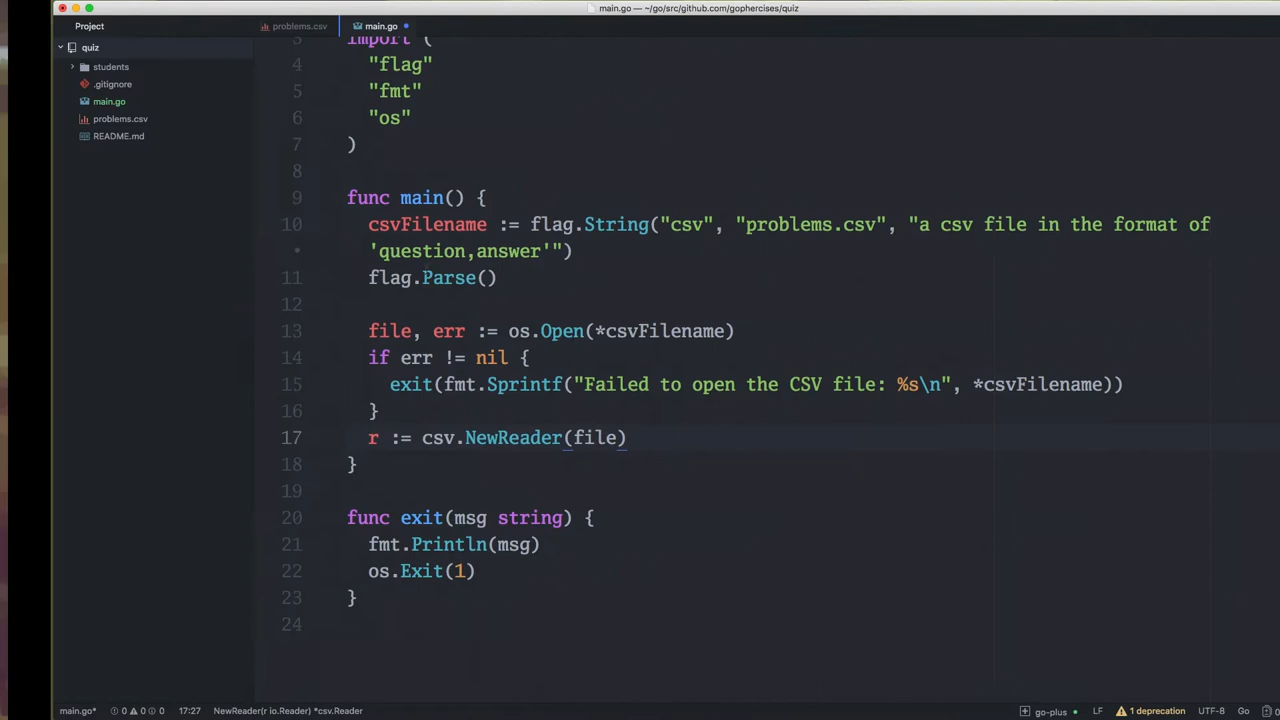 main.go — ~/go/src/github.com/gophercises/quiz
Project
problems.csv
main.go
quiz
students
.gitignore
main.go
problems.csv
README.md
3 import (
4 "flag"
5 "fmt"
6 "os"
7 )
8
9 func main() {
10 csvFilename := flag.String("csv", "problems.csv", "a csv file in the format of
• 'question,answer'")
11 flag.Parse()
12
13 file, err := os.Open(*csvFilename)
14 if err != nil {
15 exit(fmt.Sprintf("Failed to open the CSV file: %s\n", *csvFilename))
16 }
17 r := csv.NewReader(file)
18 }
19
20 func exit(msg string) {
21 fmt.Println(msg)
22 os.Exit(1)
23 }
24
main.go* 0 0 0 17:27 NewReader(r io.Reader) *csv.Reader go-plus LF 1 deprecation UTF-8 Go 0